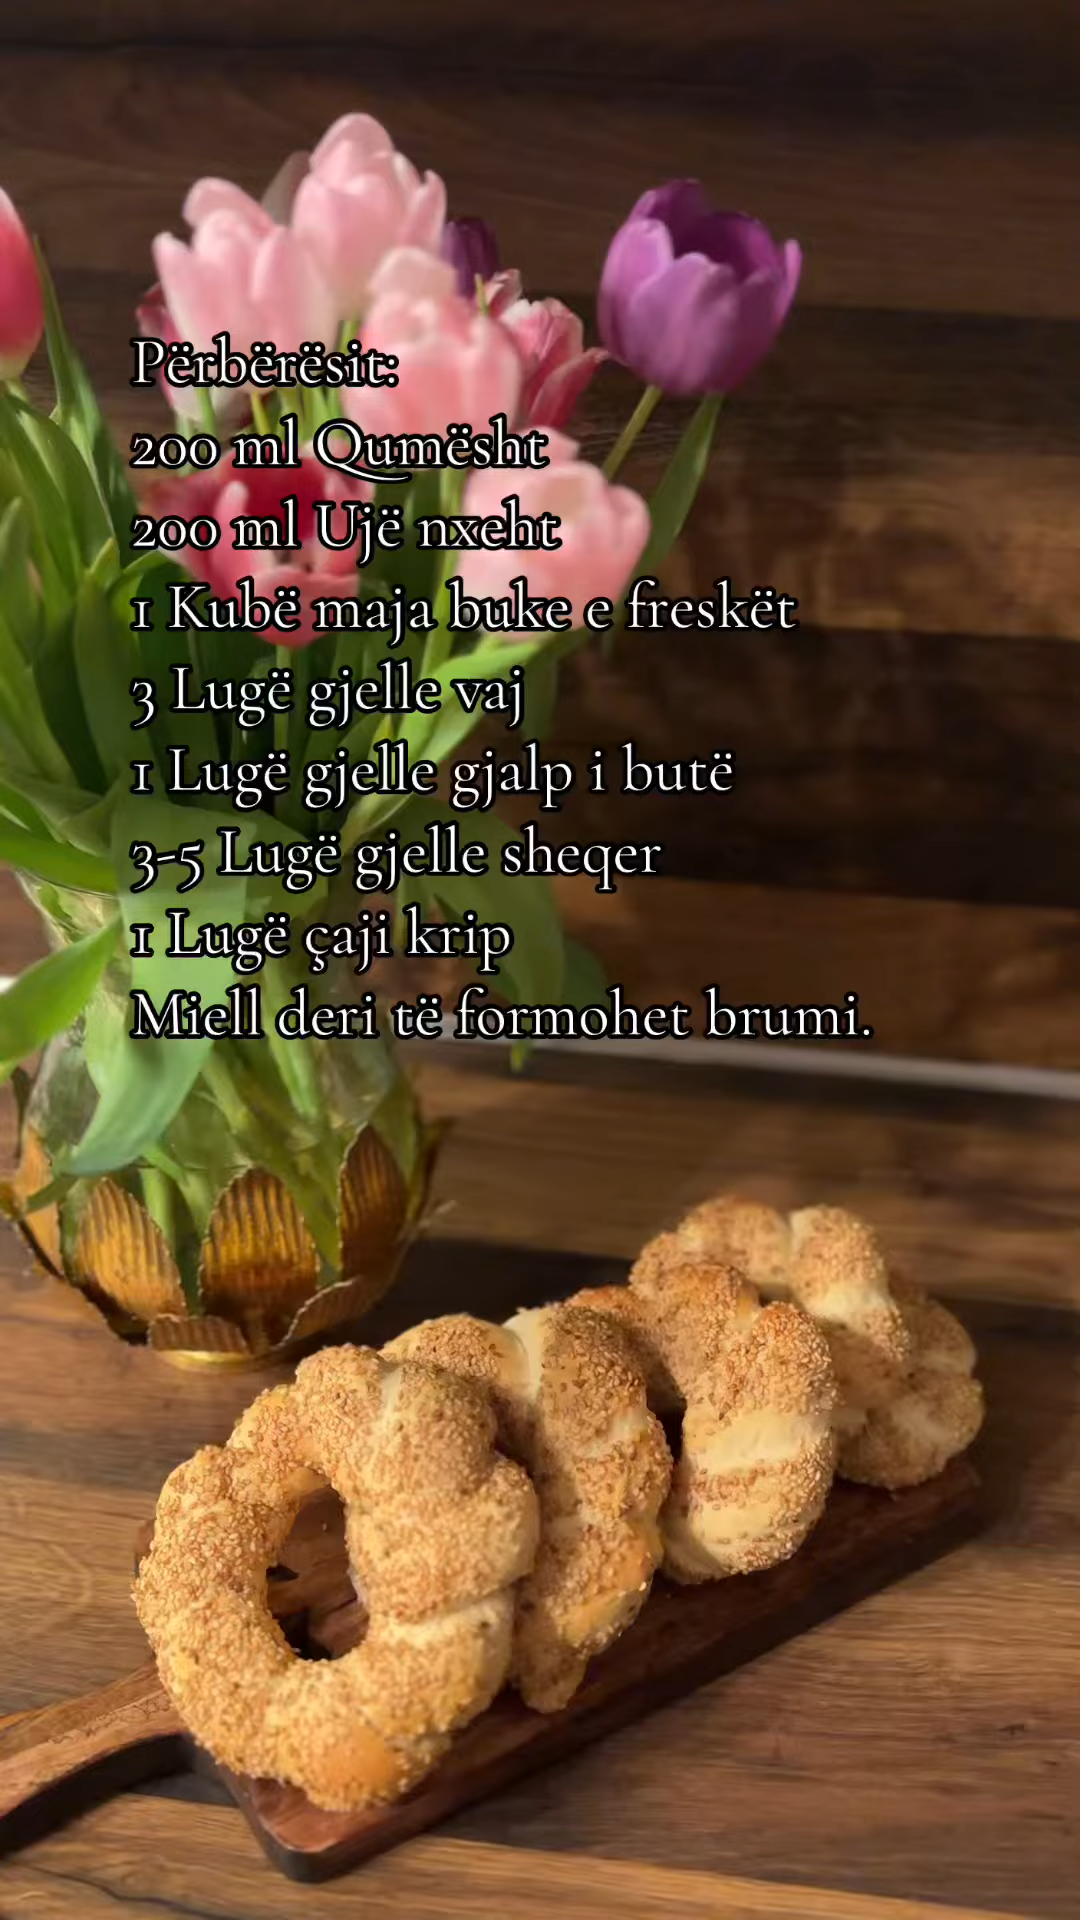 Përbërësit:
200 ml Qumësht
200 ml Ujë nxeht
1 Kubë maja buke e freskët
3 Lugë gjelle vaj
1 Lugë gjelle gjalp i butë
3-5 Lugë gjelle sheqer
1 Lugë çaji krip
Miell deri të formohet brumi.